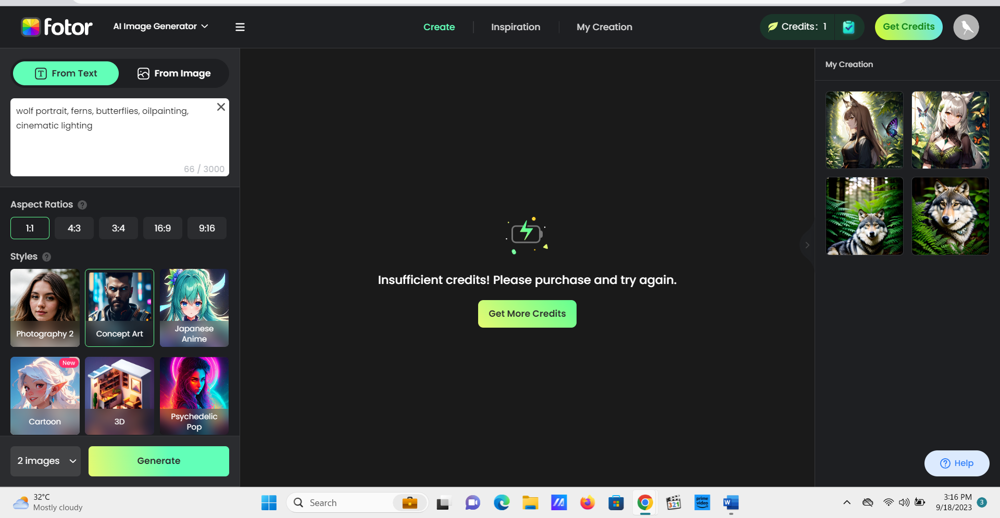 fotor
AI Image Generator
Create
Inspiration
My Creation
Credits: 1
Get Credits
From Text
From Image
wolf portrait, ferns, butterflies, oilpainting,
cinematic lighting
66 / 3000
Aspect Ratios ?
1:1
4:3
3:4
16:9
9:16
Styles ?
Photography 2
Concept Art
Japanese
Anime
New
Cartoon
3D
Psychedelic
Pop
2 images
Generate
Insufficient credits! Please purchase and try again.
Get More Credits
My Creation
? Help
32°C
Mostly cloudy
Search
321
prime
video
W
3:16 PM
9/18/2023
3